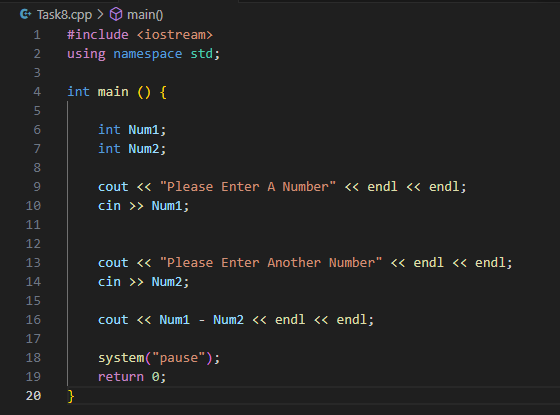 Task8.cpp > main()
1 #include <iostream>
2 using namespace std;
3
4 int main () {
5
6     int Num1;
7     int Num2;
8
9     cout << "Please Enter A Number" << endl << endl;
10     cin >> Num1;
11
12
13     cout << "Please Enter Another Number" << endl << endl;
14     cin >> Num2;
15
16     cout << Num1 - Num2 << endl << endl;
17
18     system("pause");
19     return 0;
20 }